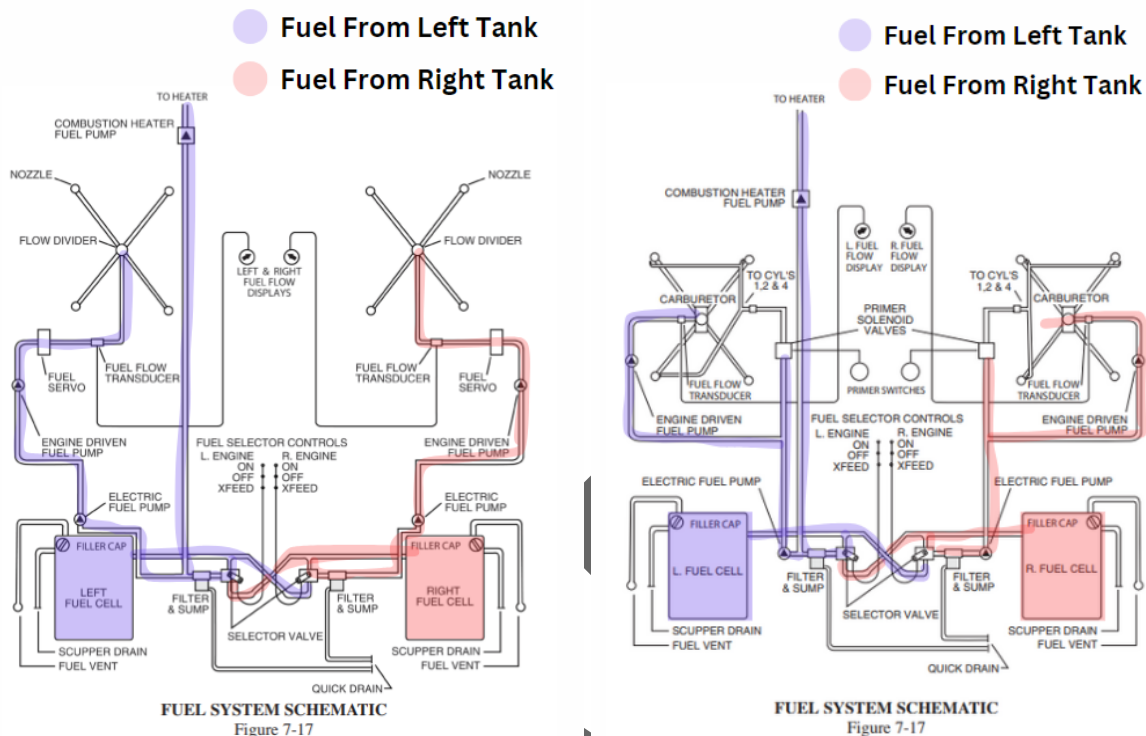 Fuel From Left Tank
Fuel From Right Tank
TO HEATER
COMBUSTION HEATER
FUEL PUMP
NOZZLE
NOZZLE
FLOW DIVIDER
FLOW DIVIDER
LEFT & RIGHT
FUEL FLOW
DISPLAYS
FUEL
SERVO
FUEL FLOW
TRANSDUCER
FUEL FLOW
TRANSDUCER
FUEL
SERVO
ENGINE DRIVEN
FUEL PUMP
ENGINE DRIVEN
FUEL PUMP
FUEL SELECTOR CONTROLS
L. ENGINE
ON
OFF
XFEED
R. ENGINE
ON
OFF
XFEED
ELECTRIC
FUEL PUMP
ELECTRIC
FUEL PUMP
FILLER CAP
FILLER CAP
LEFT
FUEL CELL
RIGHT
FUEL CELL
FILTER
& SUMP
FILTER
& SUMP
SELECTOR VALVE
SCUPPER DRAIN
FUEL VENT
SCUPPER DRAIN
FUEL VENT
QUICK DRAIN
FUEL SYSTEM SCHEMATIC
Figure 7-17
Fuel From Left Tank
Fuel From Right Tank
TO HEATER
COMBUSTION HEATER
FUEL PUMP
L. FUEL
FLOW
DISPLAY
R. FUEL
FLOW
DISPLAY
TO CYL'S
1,2 & 4
TO CYL'S
1,2 & 4
CARBURETOR
CARBURETOR
PRIMER
SOLENOID
VALVES
FUEL FLOW
TRANSDUCER
PRIMER SWITCHES
FUEL FLOW
TRANSDUCER
ENGINE DRIVEN
FUEL PUMP
ENGINE DRIVEN
FUEL PUMP
FUEL SELECTOR CONTROLS
L. ENGINE
ON
OFF
XFEED
R. ENGINE
ON
OFF
XFEED
ELECTRIC FUEL PUMP
ELECTRIC FUEL PUMP
FILLER CAP
FILLER CAP
L. FUEL CELL
R. FUEL CELL
FILTER
& SUMP
FILTER
& SUMP
SELECTOR VALVE
SCUPPER DRAIN
FUEL VENT
SCUPPER DRAIN
FUEL VENT
QUICK DRAIN
FUEL SYSTEM SCHEMATIC
Figure 7-17